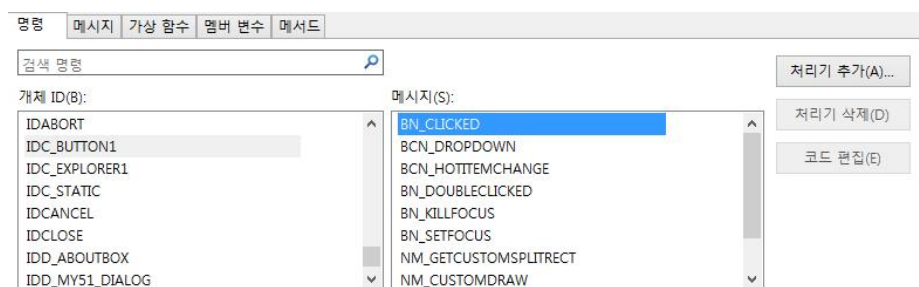 명령 메시지 가상 함수 멤버 변수 메서드
검색 명령
처리기 추가(A)...
개체 ID(B):
메시지(S):
처리기 삭제(D)
코드 편집(E)
IDABORT
IDC_BUTTON1
IDC_EXPLORER1
IDC_STATIC
IDCANCEL
IDCLOSE
IDD_ABOUTBOX
IDD_MY51_DIALOG
BN_CLICKED
BCN_DROPDOWN
BCN_HOTITEMCHANGE
BN_DOUBLECLICKED
BN_KILLFOCUS
BN_SETFOCUS
NM_GETCUSTOMSPLITRECT
NM_CUSTOMDRAW